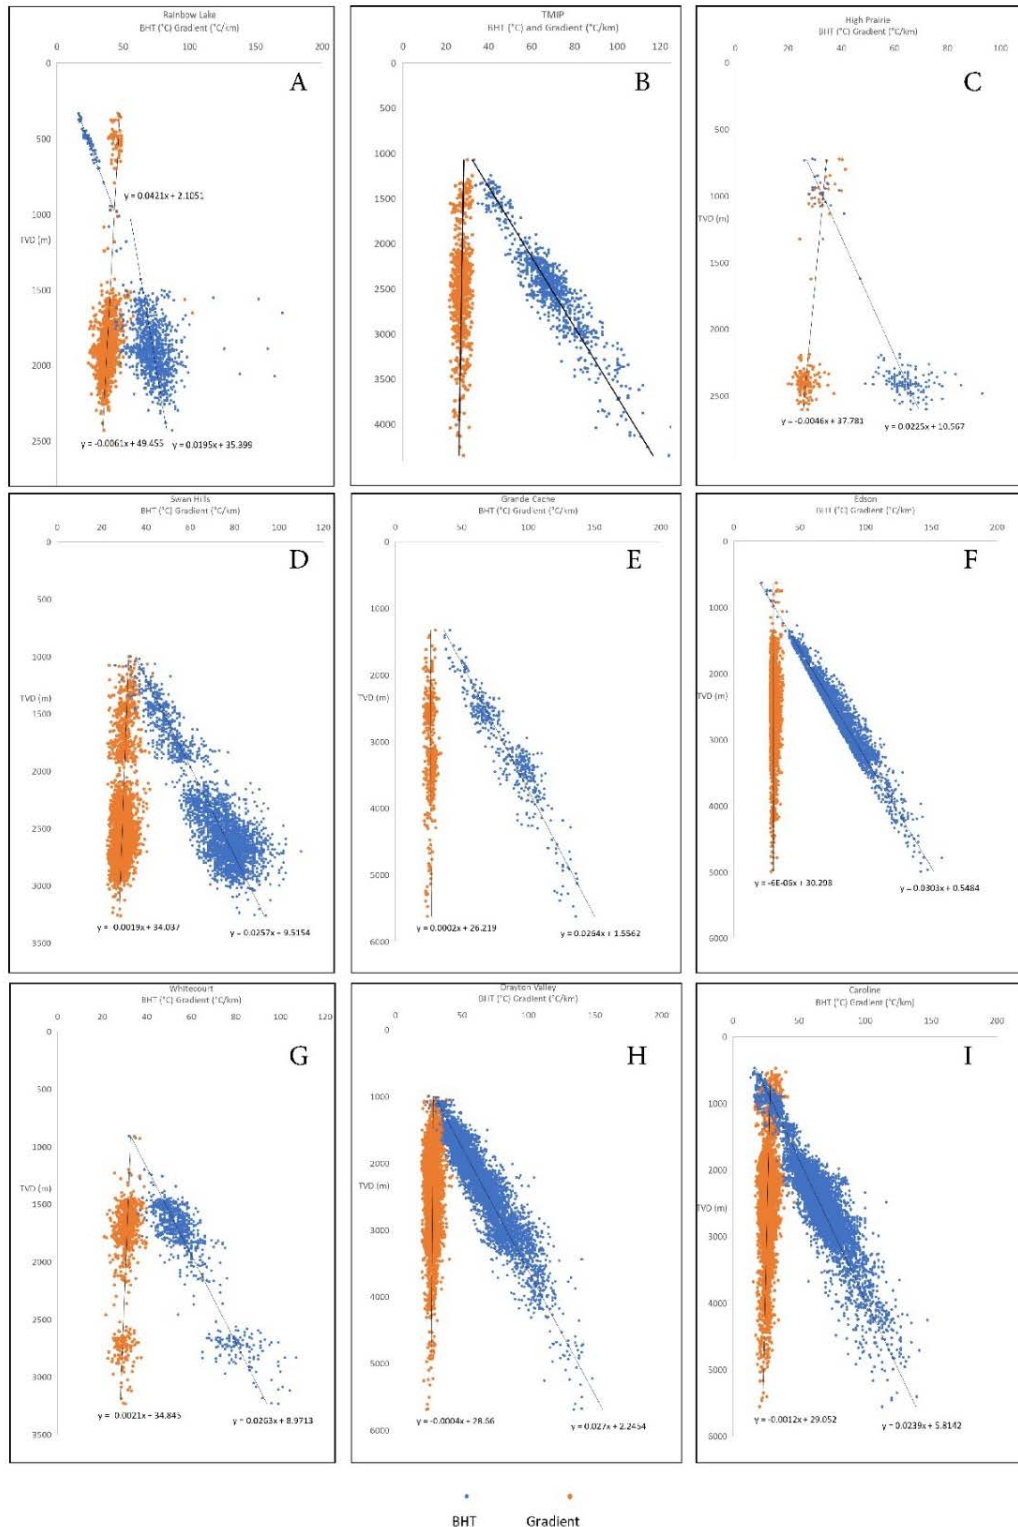 Rainbow Lake
BHT (°C) Gradient (°C/km)
0 50 100 150 200
0
A
500
y = 0.0421x + 2.1051
1000
TVD (m)
1500
2000
y = -0.0061x + 49.455 y = 0.0195x + 35.399
2500
TMIP
BHT (°C) and Gradient (°C/km)
0 20 40 60 80 100 125
0
B
500
1000
1500
2000
2500
3000
3500
4000
High Prairie
BHT (°C) Gradient (°C/km)
0 20 40 60 80 100
0
C
500
1000
TVD (m)
1500
2000
2500
y = -0.0046x + 37.781 y = 0.0225x + 10.567
Swan Hills
BHT (°C) Gradient (°C/km)
0 20 40 60 80 100 120
0
D
500
1000
TVD (m)
1500
2000
2500
3000
y = 0.0019x + 34.037 y = 0.0257x + 9.5154
3500
Grande Cache
BHT (°C) Gradient (°C/km)
0 50 100 150 200
0
E
1000
2000
TVD (m)
3000
4000
5000
y = 0.0002x + 26.219 y = 0.0264x + 1.5562
6000
Edson
BHT (°C) Gradient (°C/km)
0 50 100 150 200
0
F
1000
2000
TVD (m)
3000
4000
5000
y = -6E-05x + 30.298 y = 0.0303x + 0.5484
6000
Whitecourt
BHT (°C) Gradient (°C/km)
0 20 40 60 80 100 120
0
G
500
1000
TVD (m)
1500
2000
2500
3000
y = 0.0021x + 34.845 y = 0.0263x + 8.9713
3500
Drayton Valley
BHT (°C) Gradient (°C/km)
0 50 100 150 200
0
H
1000
2000
TVD (m)
3000
4000
5000
y = -0.0004x + 28.66 y = 0.027x + 2.2454
6000
Caroline
BHT (°C) Gradient (°C/km)
0 50 100 150 200
0
I
1000
2000
TVD (m)
3000
4000
5000
y = -0.0012x + 29.052 y = 0.0239x + 5.8142
6000
BHT Gradient